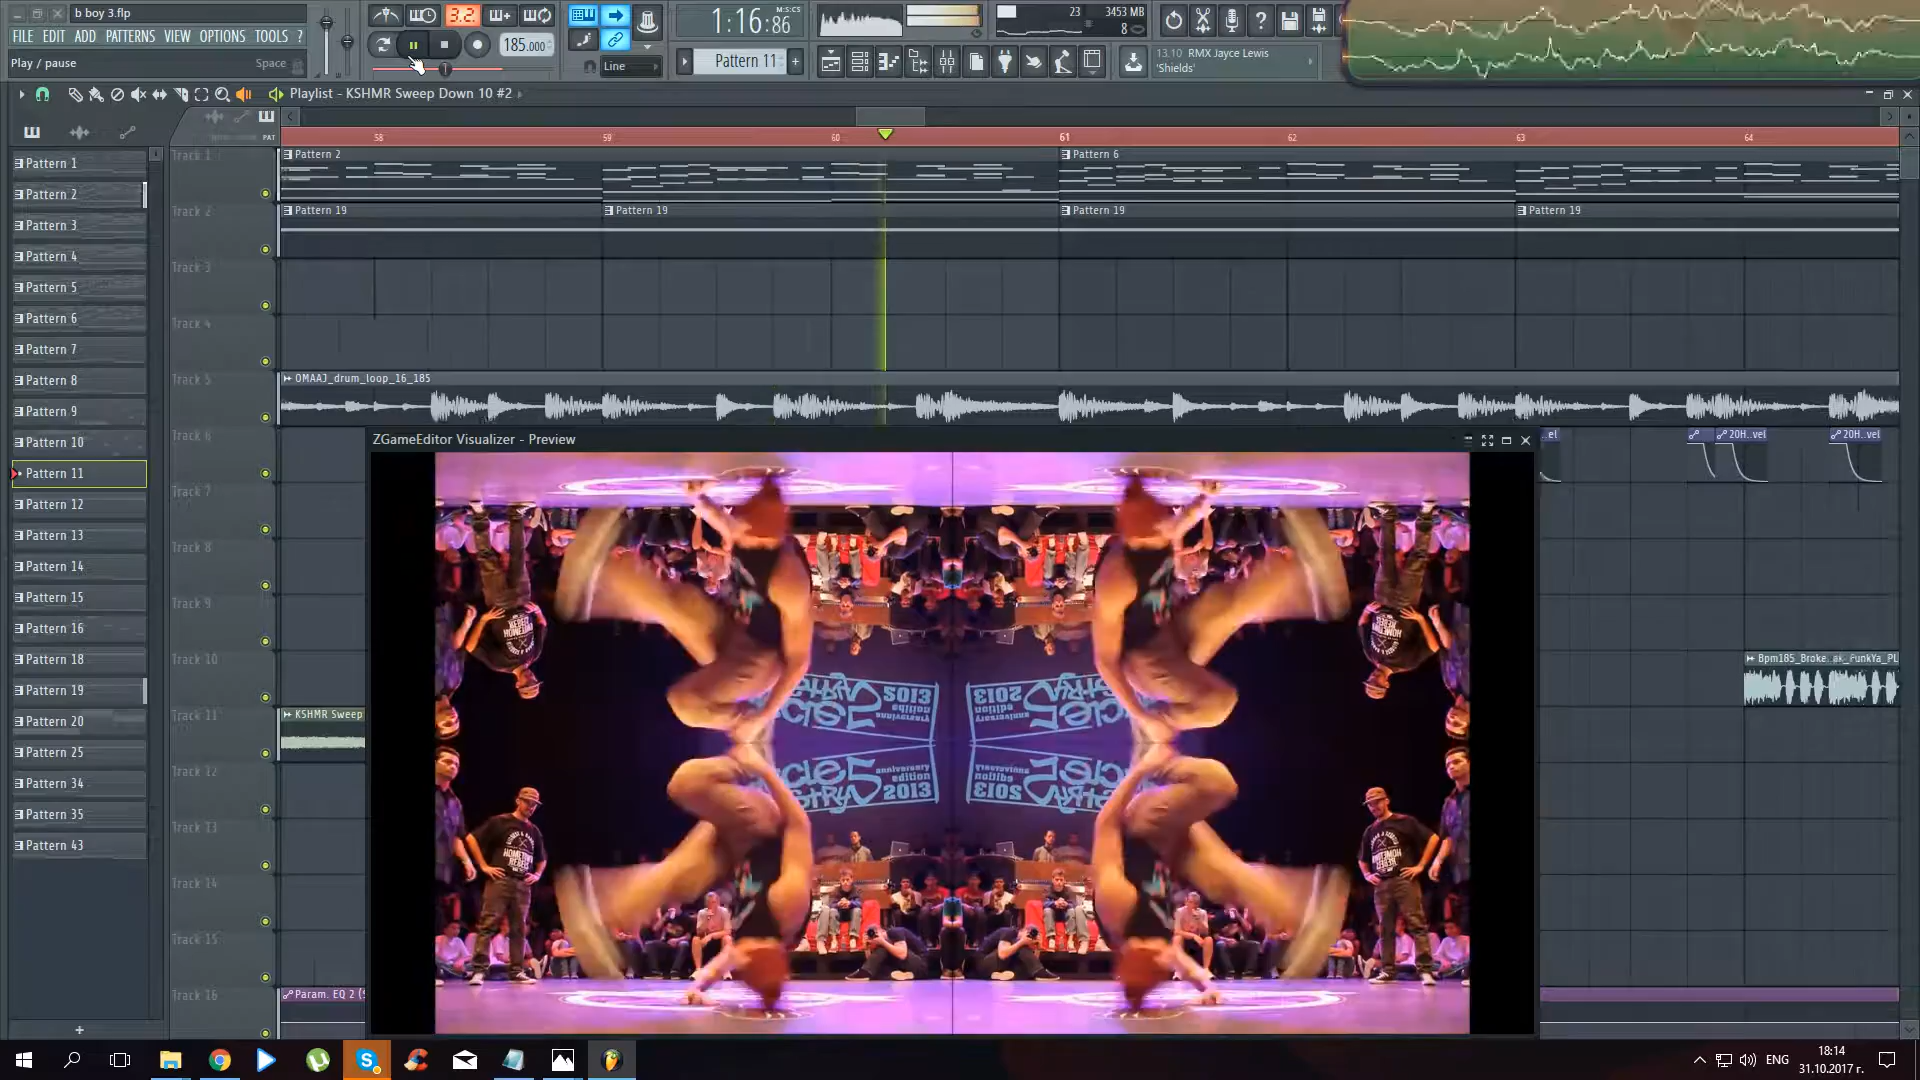 b boy 3.flp
FILE EDIT ADD PATTERNS VIEW OPTIONS TOOLS ?
Play / pause
Space
3.2
185.000
Line
1:16:86
M:S:CS
Pattern 11
23
3453 MB
8
13.10 RMX Jayce Lewis
'Shields'
Playlist - KSHMR Sweep Down 10 #2
PAT
58
59
60
61
62
63
64
Pattern 1
Pattern 2
Pattern 3
Pattern 4
Pattern 5
Pattern 6
Pattern 7
Pattern 8
Pattern 9
Pattern 10
Pattern 11
Pattern 12
Pattern 13
Pattern 14
Pattern 15
Pattern 16
Pattern 18
Pattern 19
Pattern 20
Pattern 25
Pattern 34
Pattern 35
Pattern 43
Track 1
Track 2
Track 3
Track 4
Track 5
Track 6
Track 7
Track 8
Track 9
Track 10
Track 11
Track 12
Track 13
Track 14
Track 15
Track 16
Pattern 2
Pattern 6
Pattern 19
Pattern 19
Pattern 19
Pattern 19
OMAAJ_drum_loop_16_185
..el
20H..vel
20H..vel
KSHMR Sweep
Param. EQ 2
ZGameEditor Visualizer - Preview
anniversary
edition
2013
18:14
ENG
31.10.2017 г.